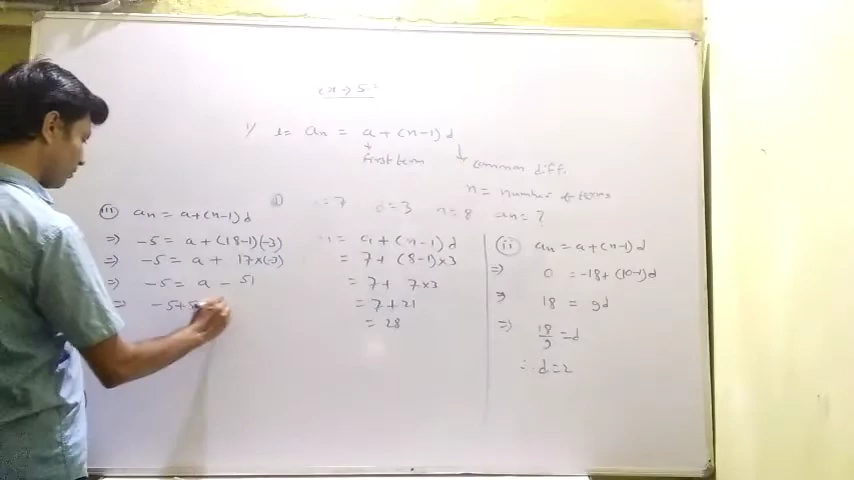 ex → 5.2
1/ l = an = a + (n-1) d
first term
common diff.
n = number of terms
(iii) an = a + (n-1) d
⇒ -5 = a + (18-1)(-3)
⇒ -5 = a + 17×(-3)
⇒ -5 = a - 51
⇒ -5+5
(i) = 7 d = 3 n = 8 an = ?
= a + (n-1) d
= 7 + (8-1)×3
= 7 + 7×3
= 7 + 21
= 28
(ii) an = a + (n-1) d
⇒ 0 = -18 + (10-1) d
⇒ 18 = 9d
⇒ 18/9 = d
∴ d = 2